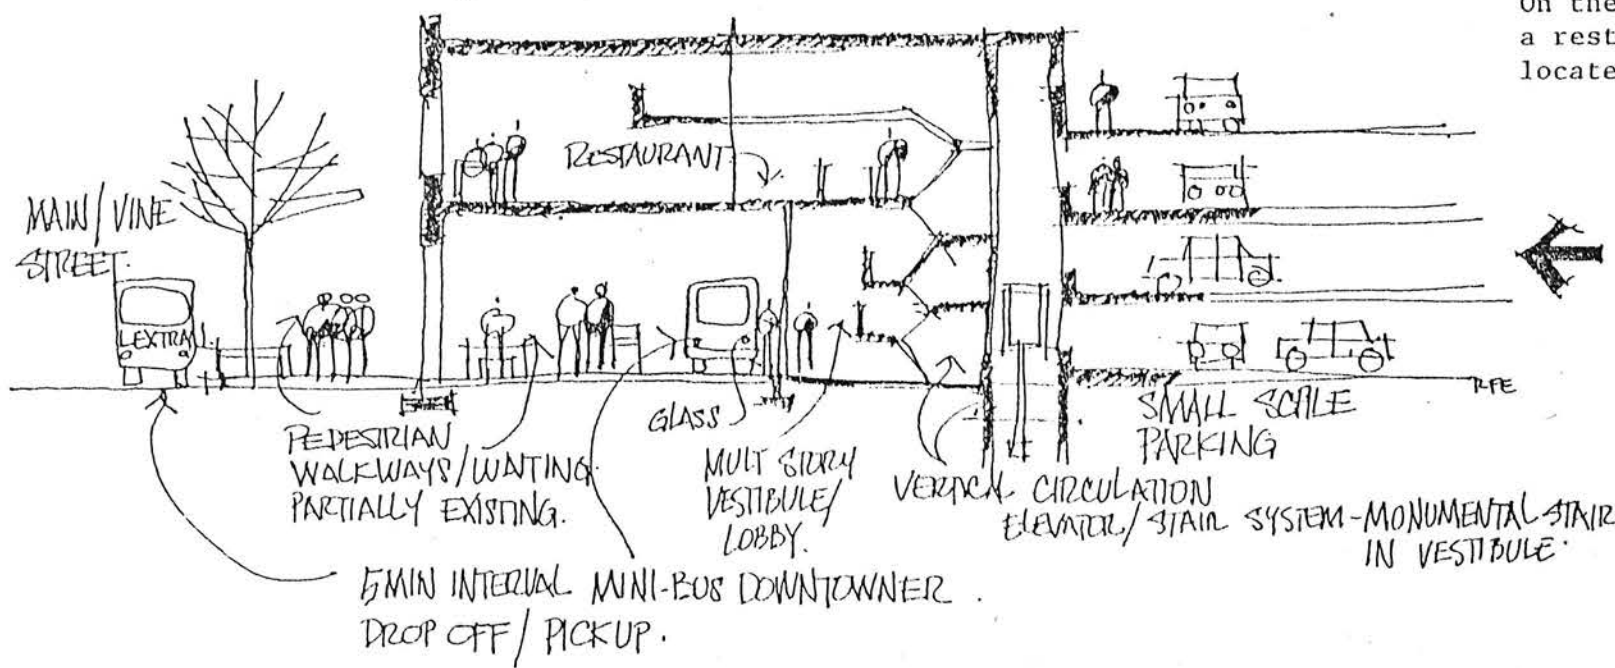 On the
a rest
locate
RESTAURANT
MAIN/VINE
STREET.
LEXTRAN
GLASS
PEDESTRIAN
WALKWAYS/WAITING
PARTIALLY EXISTING.
MULT STORY
VESTIBULE/
LOBBY.
VERTICAL CIRCULATION
ELEVATOR/STAIR SYSTEM-MONUMENTAL STAIR
IN VESTIBULE.
SMALL SCALE
PARKING
5 MIN INTERVAL MINI-BUS DOWNTOWNER.
DROP OFF/PICKUP.